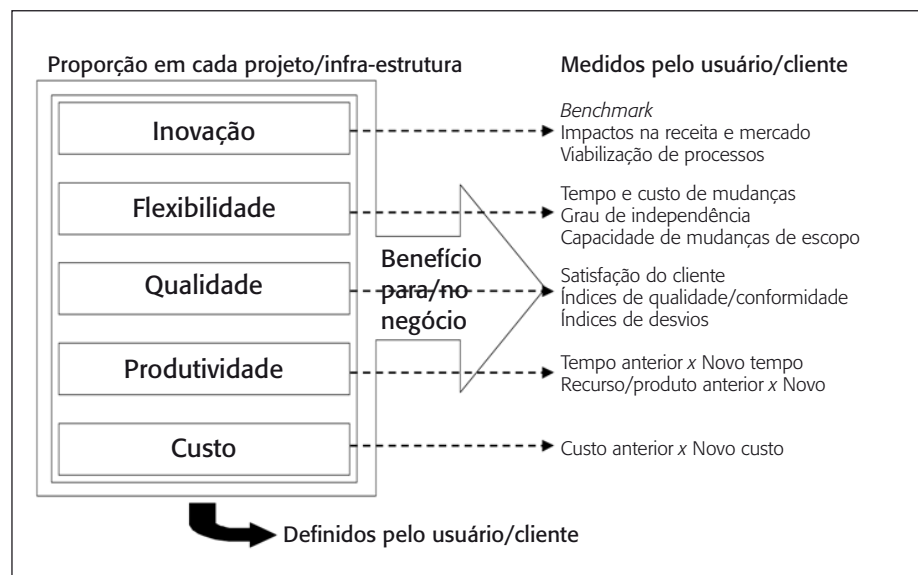 Proporção em cada projeto/infra-estrutura
Medidos pelo usuário/cliente
Inovação
Benchmark
Impactos na receita e mercado
Viabilização de processos
Flexibilidade
Tempo e custo de mudanças
Grau de independência
Capacidade de mudanças de escopo
Benefício
para/no
negócio
Qualidade
Satisfação do cliente
Índices de qualidade/conformidade
Índices de desvios
Produtividade
Tempo anterior x Novo tempo
Recurso/produto anterior x Novo
Custo
Custo anterior x Novo custo
Definidos pelo usuário/cliente